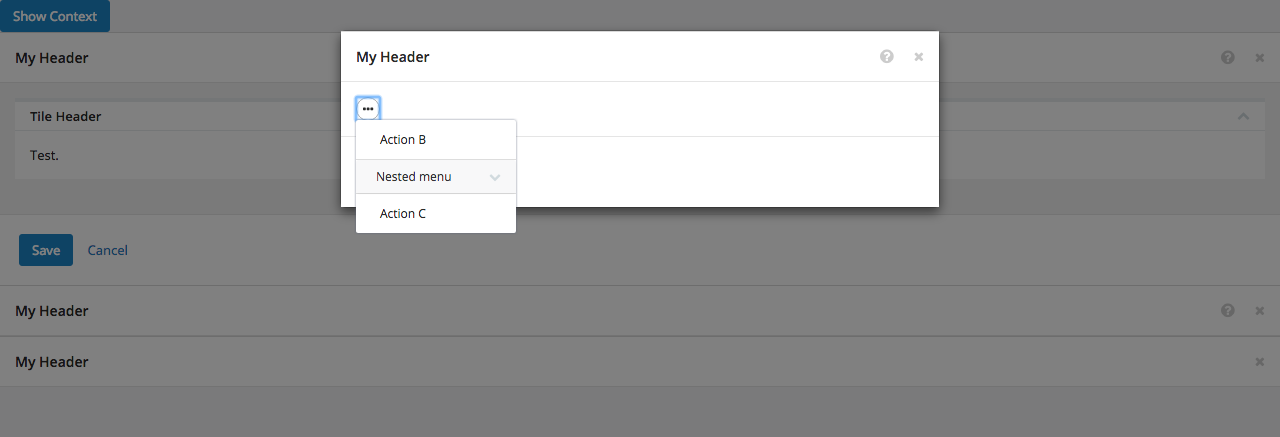 Show Context
My Header
My Header
Tile Header
Test.
Action B
Nested menu
Action C
Save Cancel
My Header
My Header